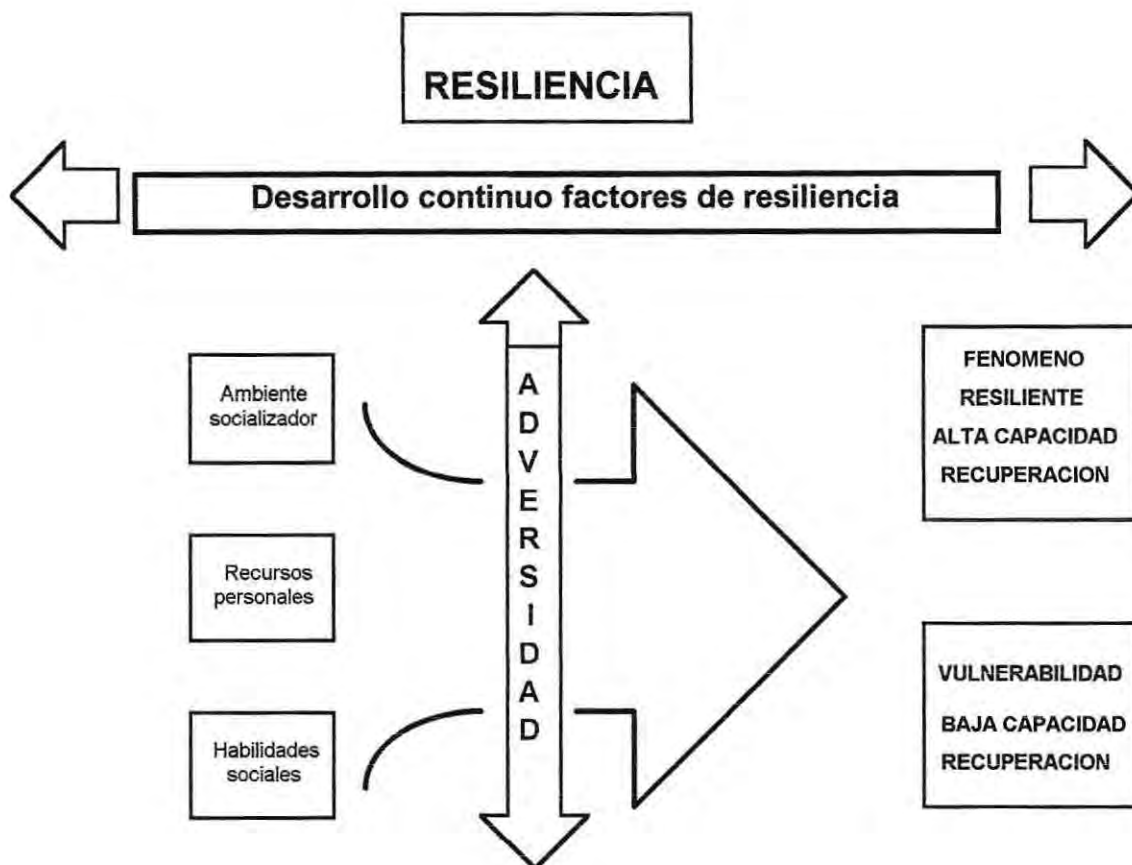 RESILIENCIA
Desarrollo continuo factores de resiliencia
Ambiente
socializador
Recursos
personales
Habilidades
sociales
A
D
V
E
R
S
I
D
A
D
FENOMENO
RESILIENTE
ALTA CAPACIDAD
RECUPERACION
VULNERABILIDAD
BAJA CAPACIDAD
RECUPERACION